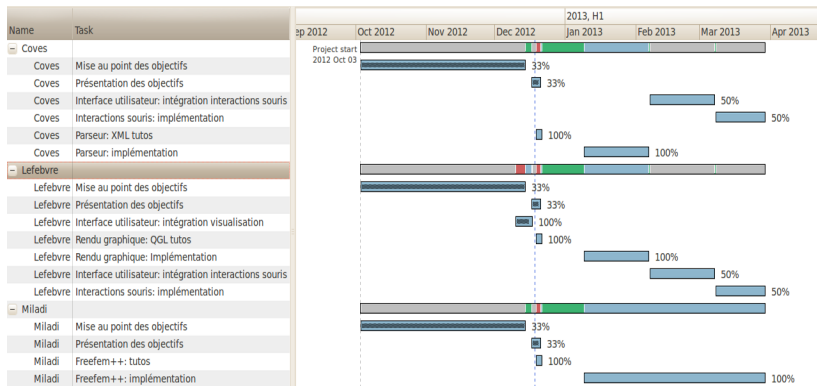 2013, H1
Name Task ep 2012 Oct 2012 Nov 2012 Dec 2012 Jan 2013 Feb 2013 Mar 2013 Apr 2013
Coves Project start
2012 Oct 03
Coves Mise au point des objectifs 33%
Coves Présentation des objectifs 33%
Coves Interface utilisateur: intégration interactions souris 50%
Coves Interactions souris: implémentation 50%
Coves Parseur: XML tutos 100%
Coves Parseur: implémentation 100%
Lefebvre
Lefebvre Mise au point des objectifs 33%
Lefebvre Présentation des objectifs 33%
Lefebvre Interface utilisateur: intégration visualisation 100%
Lefebvre Rendu graphique: QGL tutos 100%
Lefebvre Rendu graphique: Implémentation 100%
Lefebvre Interface utilisateur: intégration interactions souris 50%
Lefebvre Interactions souris: implémentation 50%
Miladi
Miladi Mise au point des objectifs 33%
Miladi Présentation des objectifs 33%
Miladi Freefem++: tutos 100%
Miladi Freefem++: implémentation 100%